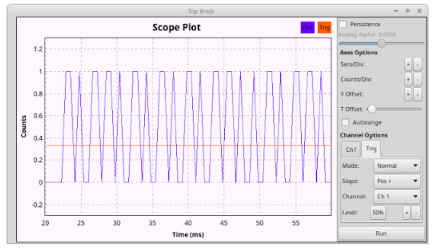 Top Block
Scope Plot
Ch1 Trig
Counts
1.2
1
0.8
0.6
0.4
0.2
0
-0.2
20 25 30 35 40 45 50 55
Time (ms)
Persistence
Analog Alpha: 0.0994
Axes Options
Secs/Div + -
Counts/Div + -
Y Offset: + -
T Offset:
Autorange
Channel Options
Ch1 Trig
Mode: Normal
Slope: Pos +
Channel: Ch 1
Level: 50% + -
Run